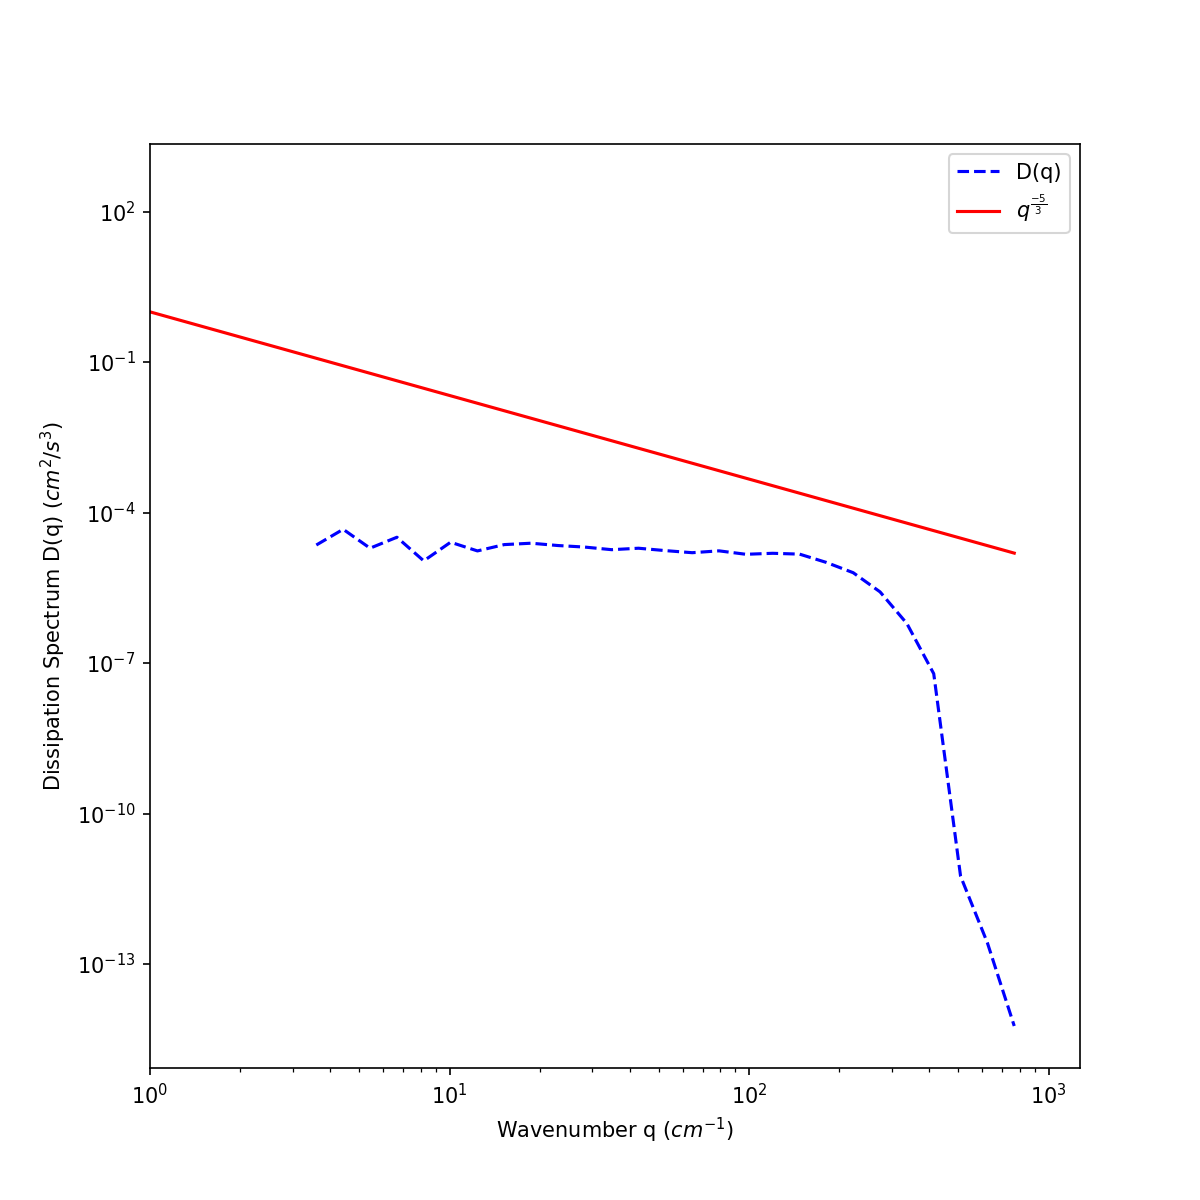 D(q)
q^{\frac{-5}{3}}
10^2
10^{-1}
10^{-4}
10^{-7}
10^{-10}
10^{-13}
Dissipation Spectrum D(q) (cm^2/s^3)
10^0 10^1 10^2 10^3
Wavenumber q (cm^{-1})